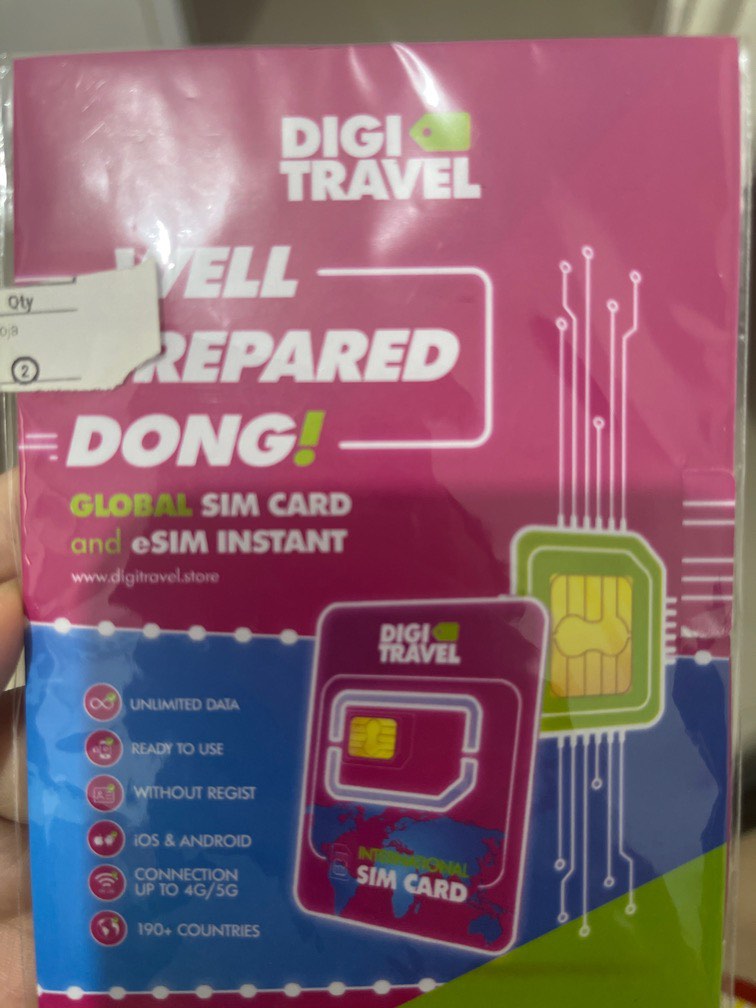 DIGI
TRAVEL
WELL
PREPARED
DONG!
GLOBAL SIM CARD
and eSIM INSTANT
www.digitravel.store
Qty
oja
2
UNLIMITED DATA
READY TO USE
WITHOUT REGIST
iOS & ANDROID
CONNECTION
UP TO 4G/5G
190+ COUNTRIES
DIGI
TRAVEL
INTERNATIONAL
SIM CARD